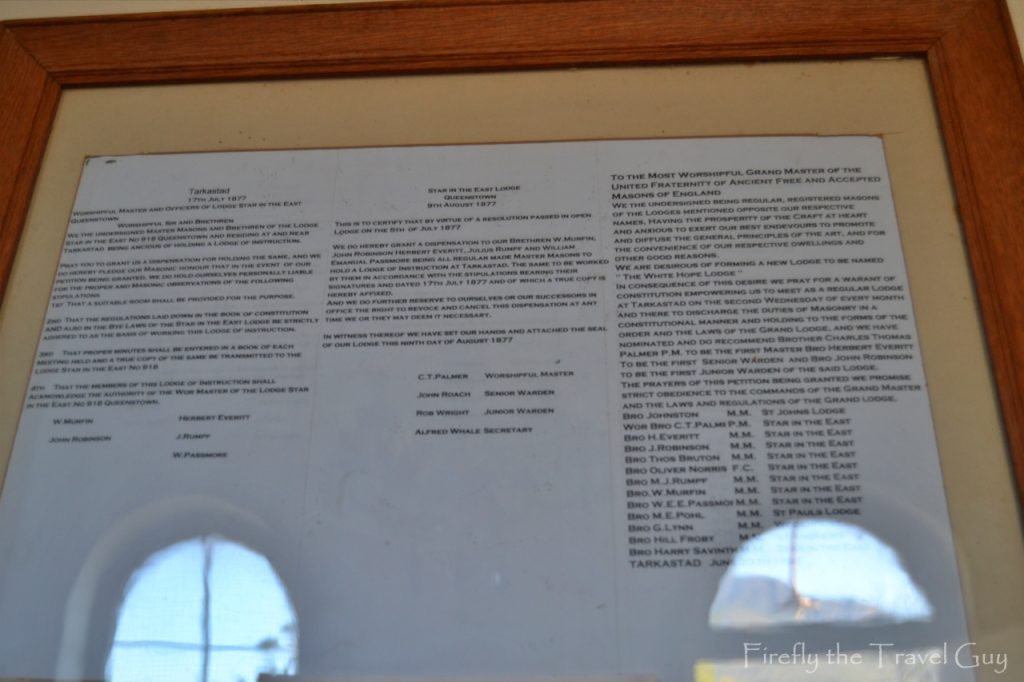 Tarkastad
17th July 1877
Worshipful Master and Officers of Lodge Star in the East
Queenstown
Worshipful Sir and Brethren
We the undersigned Master Masons and Brethren of the Lodge
Star in the East No 918 Queenstown and residing at and near
Tarkastad being ancious of holding a Lodge of instruction.
Pray you to grant us a dispensation for holding the same, and we
do hereby pledge our Masonic honour that in the event of our
petition being granted, we do hold ourselves personally liable
for the proper and Masonic observations of the following
stipulations
1st That a suitable room shall be provided for the purpose.
2nd That the regulations laid down in the book of Constitution
and also in the Bye Laws of the Star in the East Lodge be strictly
adhered to as the basis of working this Lodge of instruction.
3rd That proper minutes shall be entered in a book of each
meeting held and a true copy of the same be transmitted to the
Lodge Star in the East No 918
4th That the members of this Lodge of instruction shall
acknowledge the authority of the Wor Master of the Lodge Star
in the East.No 918 Queenstown.
W.Murfin Herbert Everitt
John Robinson J.Rumpf
W.Passmore
Star in the East Lodge
Queenstown
9th August 1877
This is to certify that by virtue of a resolution passed in open
Lodge on the 5th of July 1877
We do hereby grant a dispensation to our Brethren W.Murfin,
John Robinson Herbert Everitt, Julius Rumpf and William
Emangial Passmore being all regular made Master Masons to
hold a Lodge of Instruction at Tarkastad. The same to be worked
by them in accordance with the stipulations bearing their
signatures and dated 17th July 1877 and of which a true copy is
hereby affixed.
And we do further reserve to ourselves or our successors in
office the right to revoce and cancel this dispensation at any
time we or they may deem it necessary.
In witness thereof we have set our hands and attached the seal
of our Lodge this ninth day of August 1877
C.T.Palmer Worshipful Master
John Roach Senior Warden
Rob Wright Junior Warden
Alfred Whale Secretary
To the Most Worshipful Grand Master of the
United Fraternity of Ancient Free and Accepted
Masons of England
We the undersigned being regular, registered masons
of the Lodges mentioned opposite our respective
names, Having the prosperity of the Craft at heart
and anxious to exert our best endevours to promote
and diffuse the general principles of the art, and for
the convenence of our respective dwellings and
other good reasons.
We are desirous of forming a new Lodge to be named
" The White Hope Lodge "
In consequence of this desire we pray for a warant of
constitution empowering us to meet as a regular Lodge
at Tarkastad on the second Wednesday of every month
and there to discharge the duties of Masonry in a
constitutional manner and holding to the forms of the
order and the laws of the Grand Lodge, and we have
nominated and do recommend Brother Charles Thomas
Palmer P.M. to be the first Master Bro Herbert Everitt
to be the first Senior Warden and Bro John Robinson
to be the first Junior Warden of the said Lodge.
The prayers of this petition being granted we promise
strict obedience to the commands of the Grand Master
and the laws and regulations of the Grand Lodge.
Bro Johnston M.M. St Johns Lodge
Wor Bro C.T.Palmi P.M. Star in the East
Bro H.Everitt M.M. Star in the East
Bro J.Robinson M.M. Star in the East
Bro Thos Bruton M.M. Star in the East
Bro Oliver Norris F.C. Star in the East
Bro M.J.Rumpf M.M. Star in the East
Bro.W.Murfin M.M. Star in the East
Bro W.E.E.Passmoi M.M. Star in the East
Bro M.E.Pohl M.M. St Pauls Lodge
Bro G.Lynn M.M.
Bro Hill Froby
Bro Harry Savinth M.M. Star in the East
Tarkastad
Firefly the Travel Guy